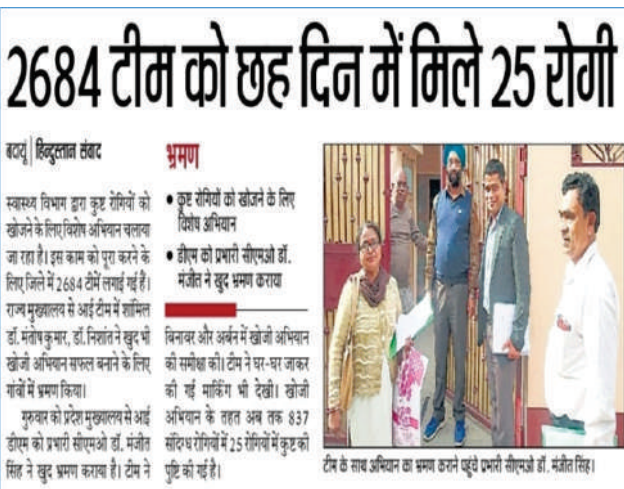 2684 टीम को छह दिन में मिले 25 रोगी
बदायूं | हिन्दुस्तान संवाद
स्वास्थ्य विभाग द्वारा कुष्ट रोगियों को
खोजने के लिए विशेष अभियान चलाया
जा रहा है। इस काम को पूरा करने के
लिए जिले में 2684 टीमें लगाई गई हैं।
राज्य मुख्यालय से आई टीम में शामिल
डॉ. मंतोष कुमार, डॉ. निशांत ने खुद भी
खोजी अभियान सफल बनाने के लिए
गांवों में भ्रमण किया।
गुरुवार को प्रदेश मुख्यालय से आई
डीएम को प्रभारी सीएमओ डॉ. मंजीत
सिंह ने खुद भ्रमण कराया है। टीम ने
भ्रमण
• कुष्ट रोगियों को खोजने के लिए
विशेष अभियान
• डीएम को प्रभारी सीएमओ डॉ.
मंजीत ने खुद भ्रमण कराया
बिनावर और अर्बन में खोजी अभियान
की समीक्षा की। टीम ने घर-घर जाकर
की गई मार्किंग भी देखी। खोजी
अभियान के तहत अब तक 837
संदिग्ध रोगियों में 25 रोगियों में कुष्ट की
पुष्टि की गई है।
टीम के साथ अभियान का भ्रमण कराने पहुंचे प्रभारी सीएमओ डॉ. मंजीत सिंह।